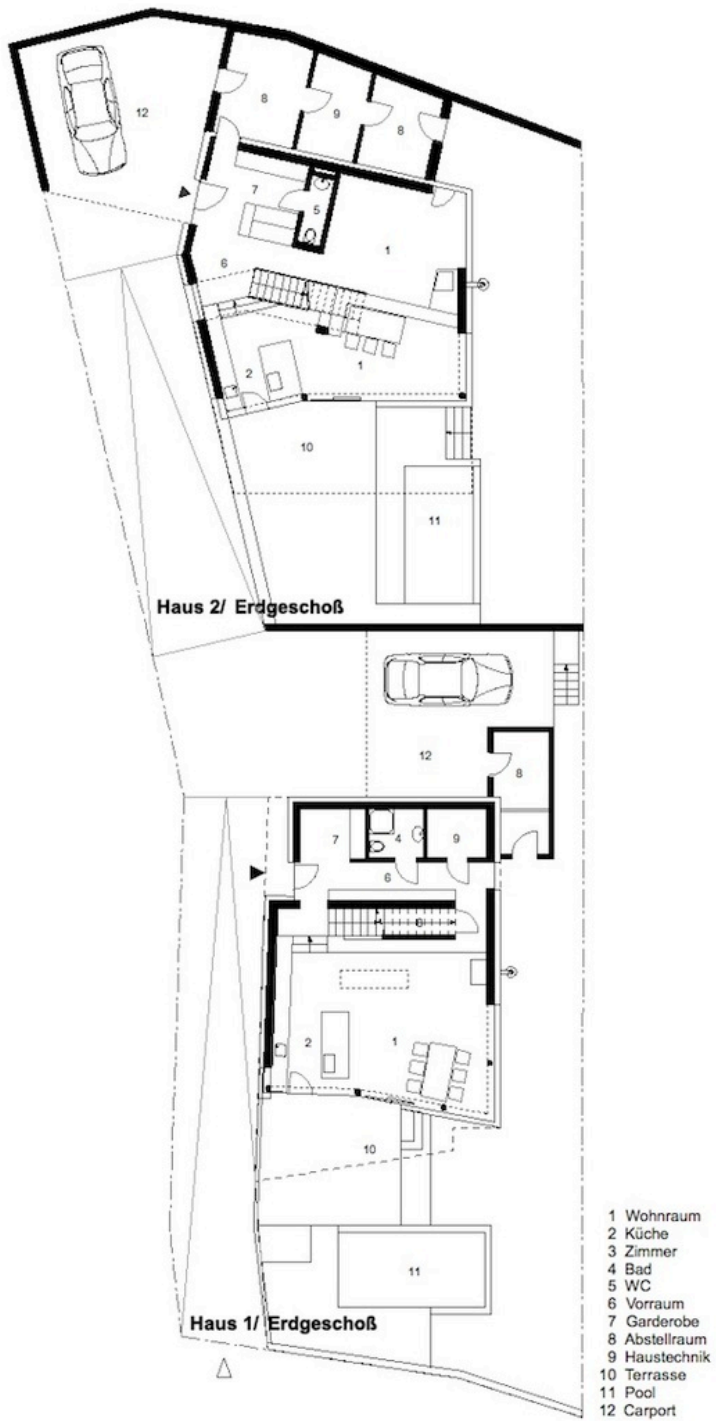 12
8
9
8
7
5
1
6
2
1
10
11
Haus 2/ Erdgeschoß
12
8
7
4
9
6
2
1
10
11
Haus 1/ Erdgeschoß
1 Wohnraum
2 Küche
3 Zimmer
4 Bad
5 WC
6 Vorraum
7 Garderobe
8 Abstellraum
9 Haustechnik
10 Terrasse
11 Pool
12 Carport